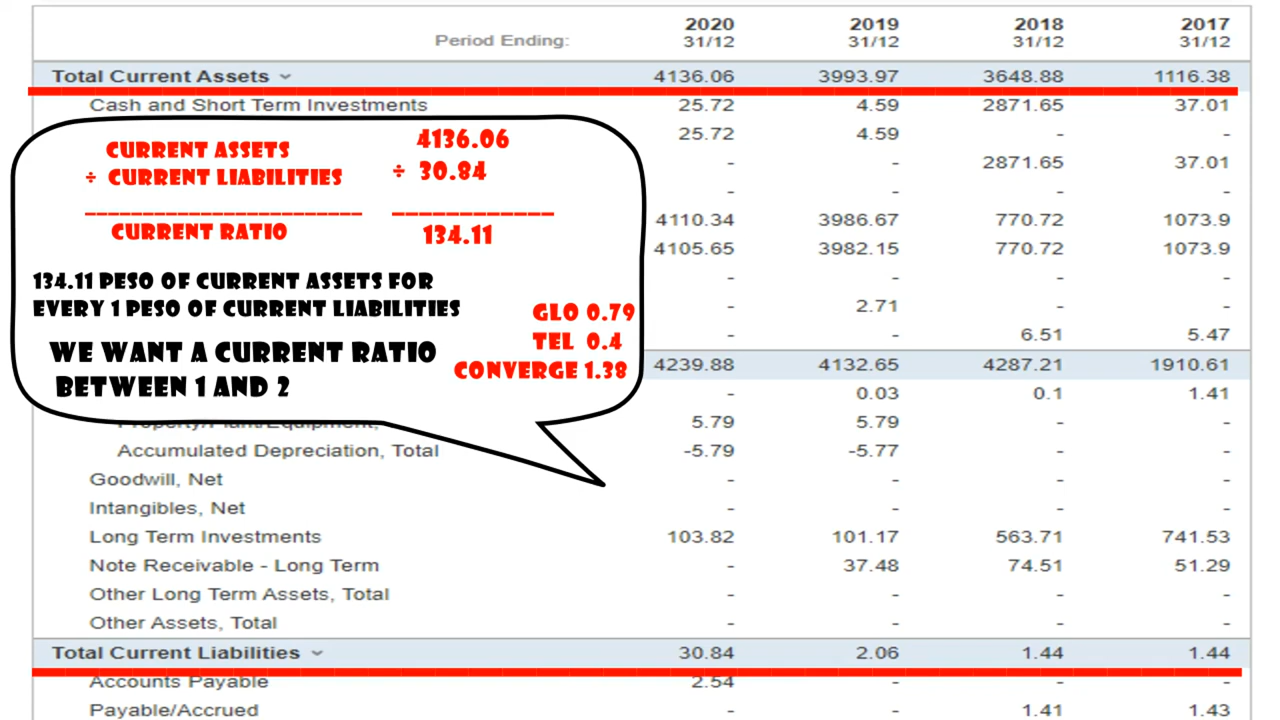 2020 2019 2018 2017
Period Ending: 31/12 31/12 31/12 31/12
Total Current Assets 4136.06 3993.97 3648.88 1116.38
Cash and Short Term Investments 25.72 4.59 2871.65 37.01
25.72 4.59 - -
- - 2871.65 37.01
- - - -
4110.34 3986.67 770.72 1073.9
4105.65 3982.15 770.72 1073.9
- - - -
- 2.71 - -
- - 6.51 5.47
CURRENT ASSETS
÷ CURRENT LIABILITIES
CURRENT RATIO
4136.06
÷ 30.84
134.11
134.11 PESO OF CURRENT ASSETS FOR
EVERY 1 PESO OF CURRENT LIABILITIES
GLO 0.79
TEL 0.4
CONVERGE 1.38
WE WANT A CURRENT RATIO
BETWEEN 1 AND 2
4239.88 4132.65 4287.21 1910.61
- 0.03 0.1 1.41
Property/Plant/Equipment, 5.79 5.79 - -
Accumulated Depreciation, Total -5.79 -5.77 - -
Goodwill, Net - - - -
Intangibles, Net - - - -
Long Term Investments 103.82 101.17 563.71 741.53
Note Receivable - Long Term - 37.48 74.51 51.29
Other Long Term Assets, Total - - - -
Other Assets, Total - - - -
Total Current Liabilities 30.84 2.06 1.44 1.44
Accounts Payable 2.54 - - -
Payable/Accrued - - 1.41 1.43